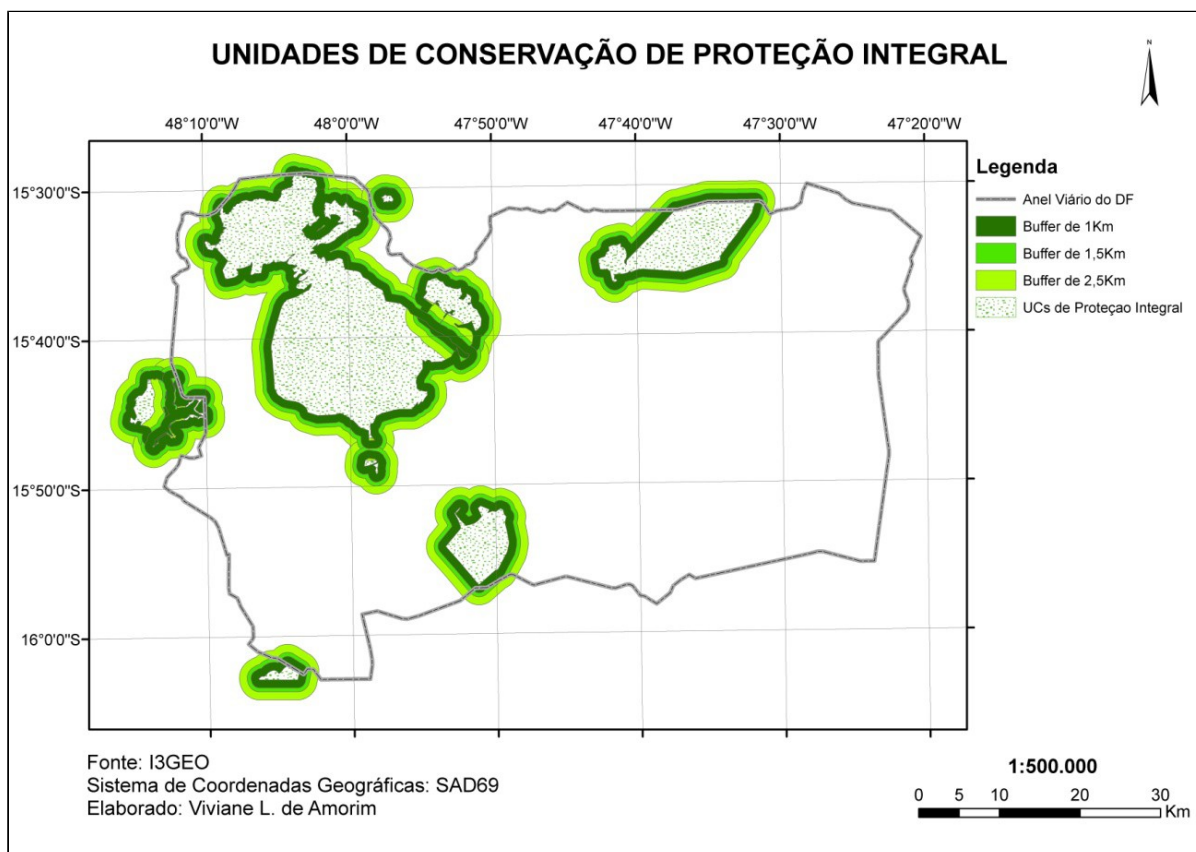 UNIDADES DE CONSERVAÇÃO DE PROTEÇÃO INTEGRAL
N
48°10'0"W 48°0'0"W 47°50'0"W 47°40'0"W 47°30'0"W 47°20'0"W
15°30'0"S
15°40'0"S
15°50'0"S
16°0'0"S
Legenda
Anel Viário do DF
Buffer de 1Km
Buffer de 1,5Km
Buffer de 2,5Km
UCs de Proteçao Integral
Fonte: I3GEO
Sistema de Coordenadas Geográficas: SAD69
Elaborado: Viviane L. de Amorim
1:500.000
0 5 10 20 30
Km